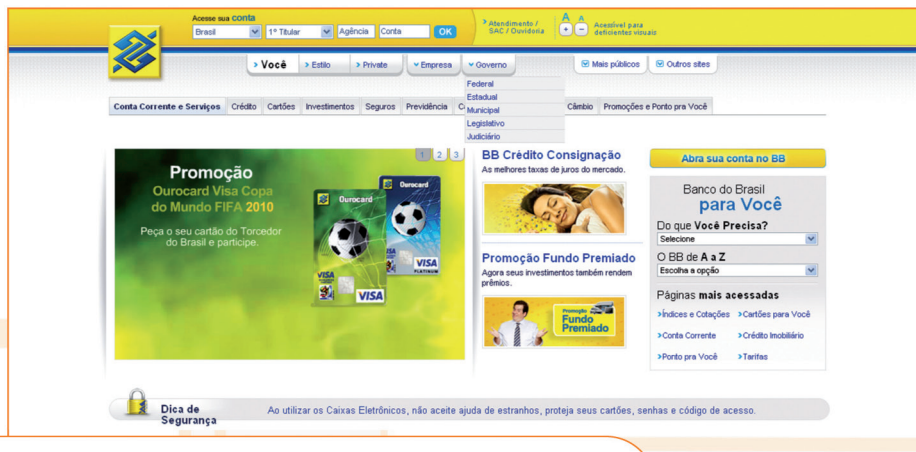 Acesse sua conta
Brasil 1º Titular Agência Conta OK
Atendimento /
SAC / Ouvidoria
A A
+ −
Acessível para
deficientes visuais
Você Estilo Private Empresa Governo Mais públicos Outros sites
Federal
Estadual
Municipal
Legislativo
Judiciário
Conta Corrente e Serviços Crédito Cartões Investimentos Seguros Previdência Câmbio Promoções e Ponto pra Você
1 2 3
Promoção
Ourocard Visa Copa
do Mundo FIFA 2010
Peça o seu cartão do Torcedor
do Brasil e participe.
Ourocard
Ourocard
VISA
VISA
VISA
PLATINUM
BB Crédito Consignação
As melhores taxas de juros do mercado.
Promoção Fundo Premiado
Agora seus investimentos também rendem
prêmios.
Promoção
Fundo
Premiado
Abra sua conta no BB
Banco do Brasil
para Você
Do que Você Precisa?
Selecione
O BB de A a Z
Escolha a opção
Páginas mais acessadas
Índices e Cotações Cartões para Você
Conta Corrente Crédito Imobiliário
Ponto pra Você Tarifas
Dica de
Segurança
Ao utilizar os Caixas Eletrônicos, não aceite ajuda de estranhos, proteja seus cartões, senhas e código de acesso.